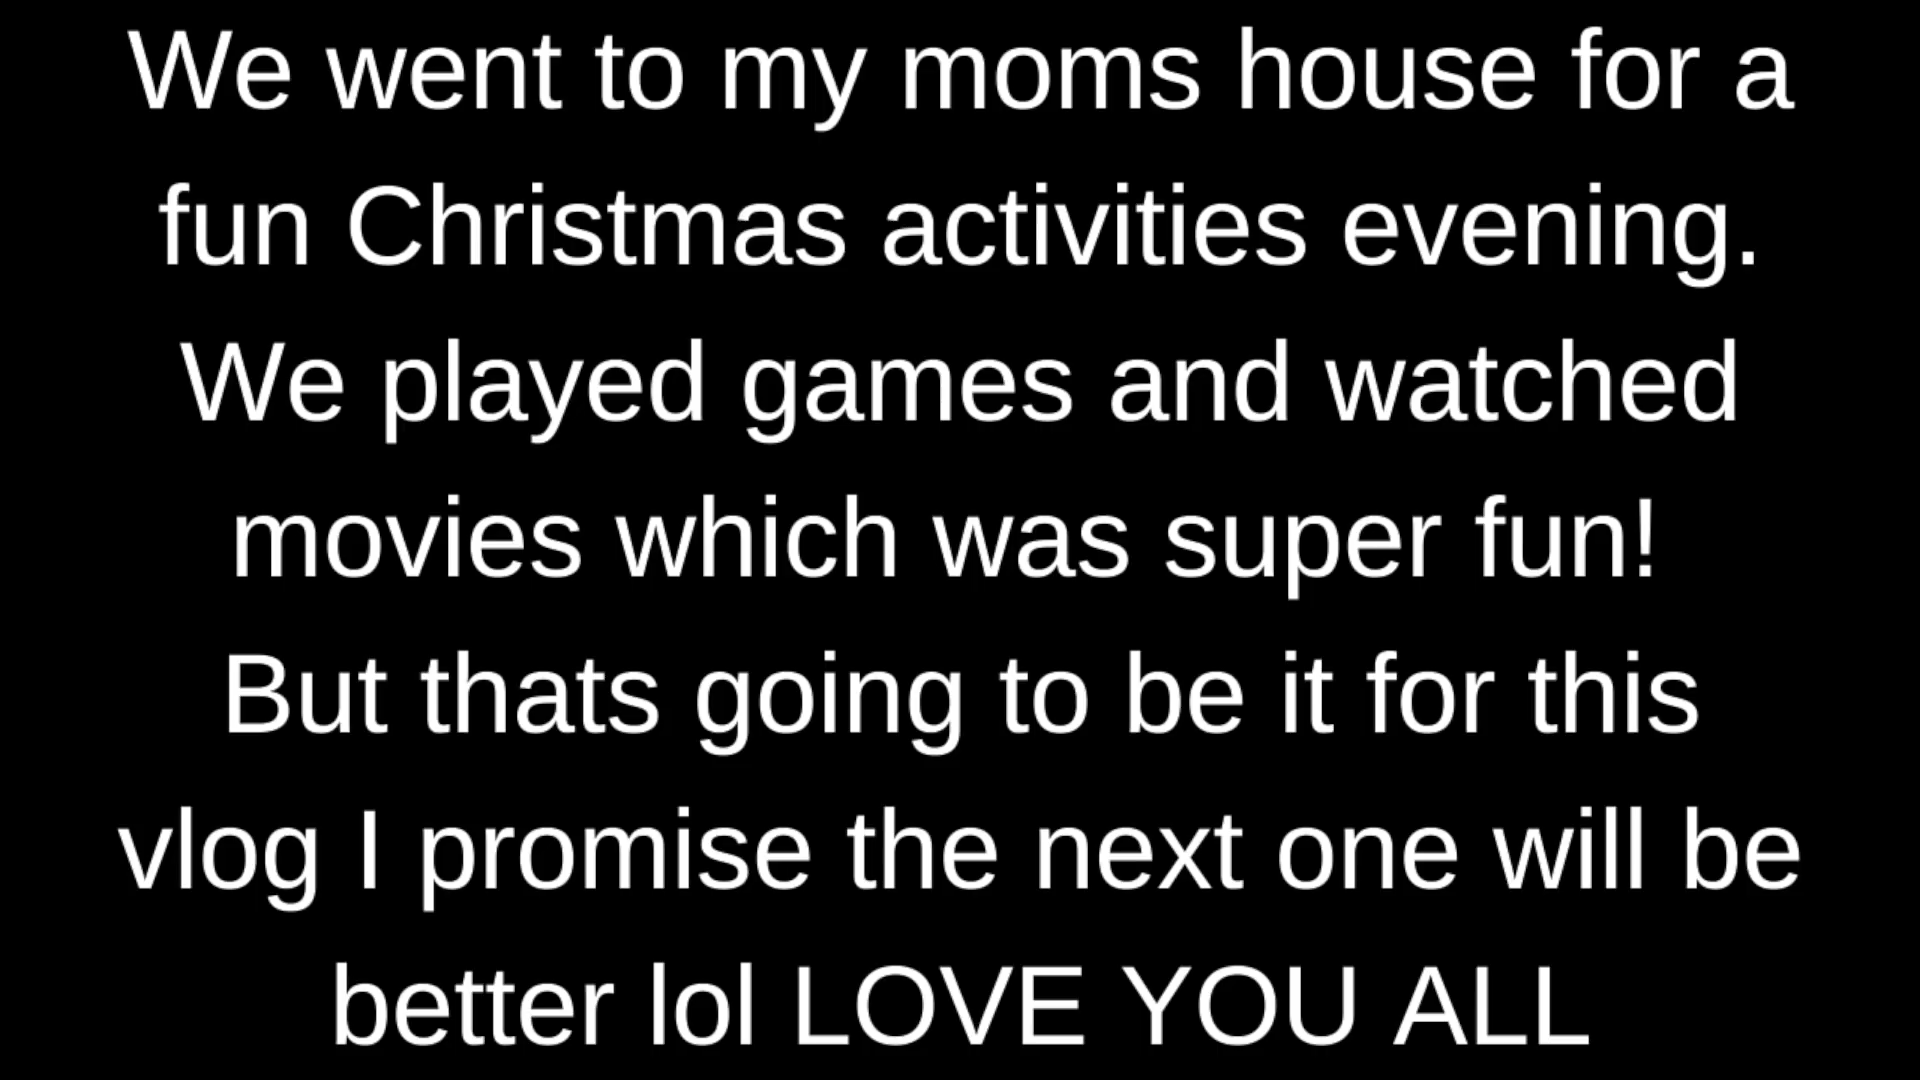 We went to my moms house for a
fun Christmas activities evening.
We played games and watched
movies which was super fun!
But thats going to be it for this
vlog I promise the next one will be
better lol LOVE YOU ALL